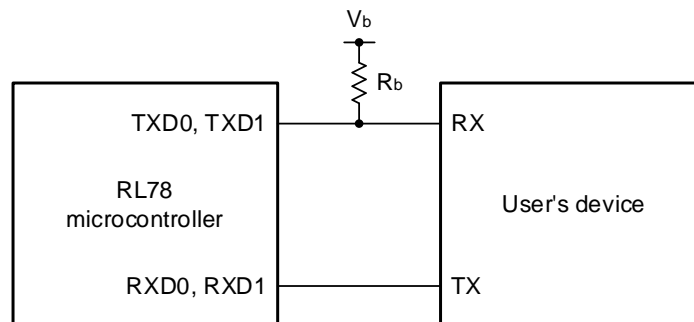 Vb
Rb
TXD0, TXD1
RX
RL78
microcontroller
User's device
RXD0, RXD1
TX